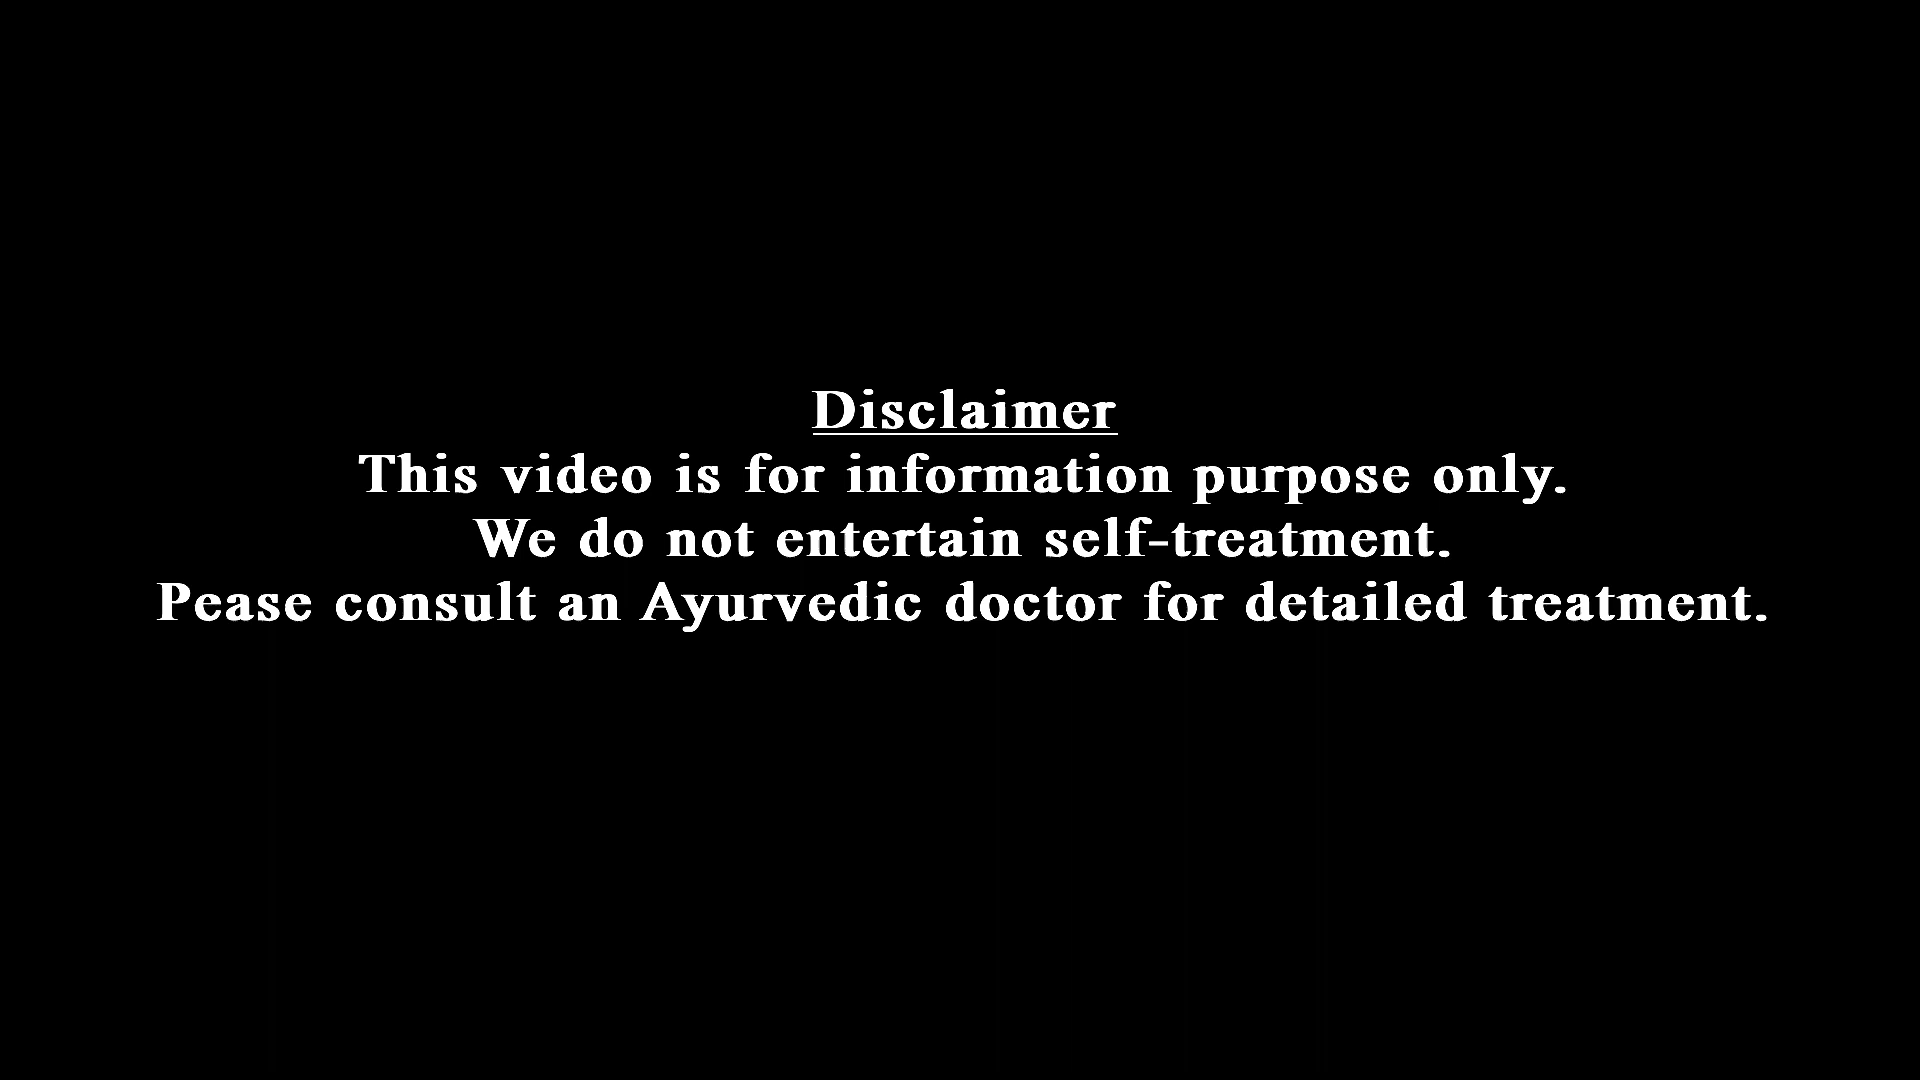 Disclaimer
This video is for information purpose only.
We do not entertain self-treatment.
Pease consult an Ayurvedic doctor for detailed treatment.